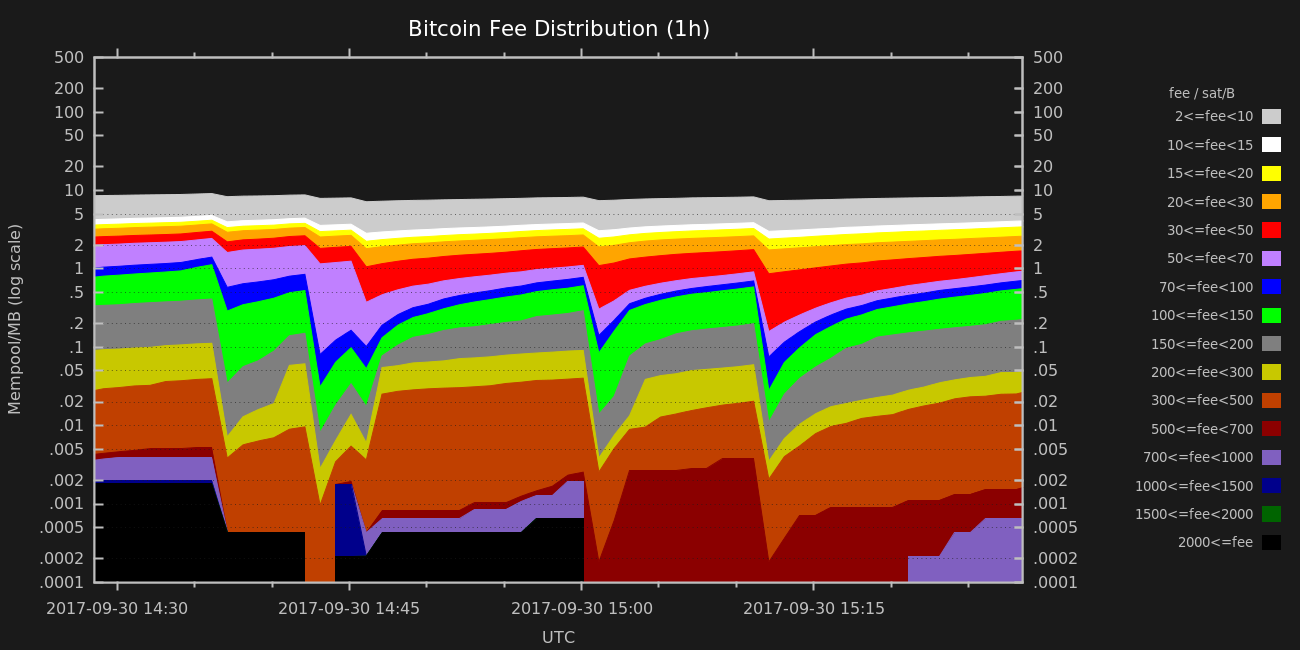 Bitcoin Fee Distribution (1h)
500
200
100
50
20
10
5
2
1
.5
.2
.1
.05
.02
.01
.005
.002
.001
.0005
.0002
.0001
Mempool/MB (log scale)
500
200
100
50
20
10
5
2
1
.5
.2
.1
.05
.02
.01
.005
.002
.001
.0005
.0002
.0001
2017-09-30 14:30 2017-09-30 14:45 2017-09-30 15:00 2017-09-30 15:15
UTC
fee / sat/B
2<=fee<10
10<=fee<15
15<=fee<20
20<=fee<30
30<=fee<50
50<=fee<70
70<=fee<100
100<=fee<150
150<=fee<200
200<=fee<300
300<=fee<500
500<=fee<700
700<=fee<1000
1000<=fee<1500
1500<=fee<2000
2000<=fee